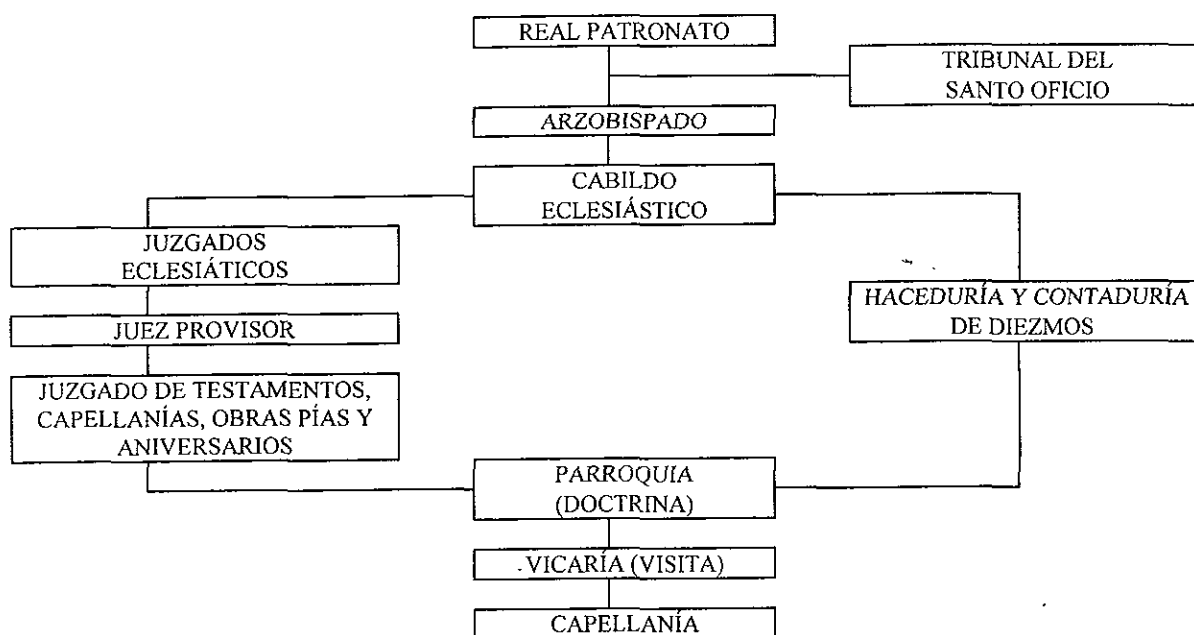 REAL PATRONATO
TRIBUNAL DEL
SANTO OFICIO
ARZOBISPADO
CABILDO
ECLESIÁSTICO
JUZGADOS
ECLESIÁTICOS
HACEDURÍA Y CONTADURÍA
DE DIEZMOS
JUEZ PROVISOR
JUZGADO DE TESTAMENTOS,
CAPELLANÍAS, OBRAS PÍAS Y
ANIVERSARIOS
PARROQUIA
(DOCTRINA)
VICARÍA (VISITA)
CAPELLANÍA